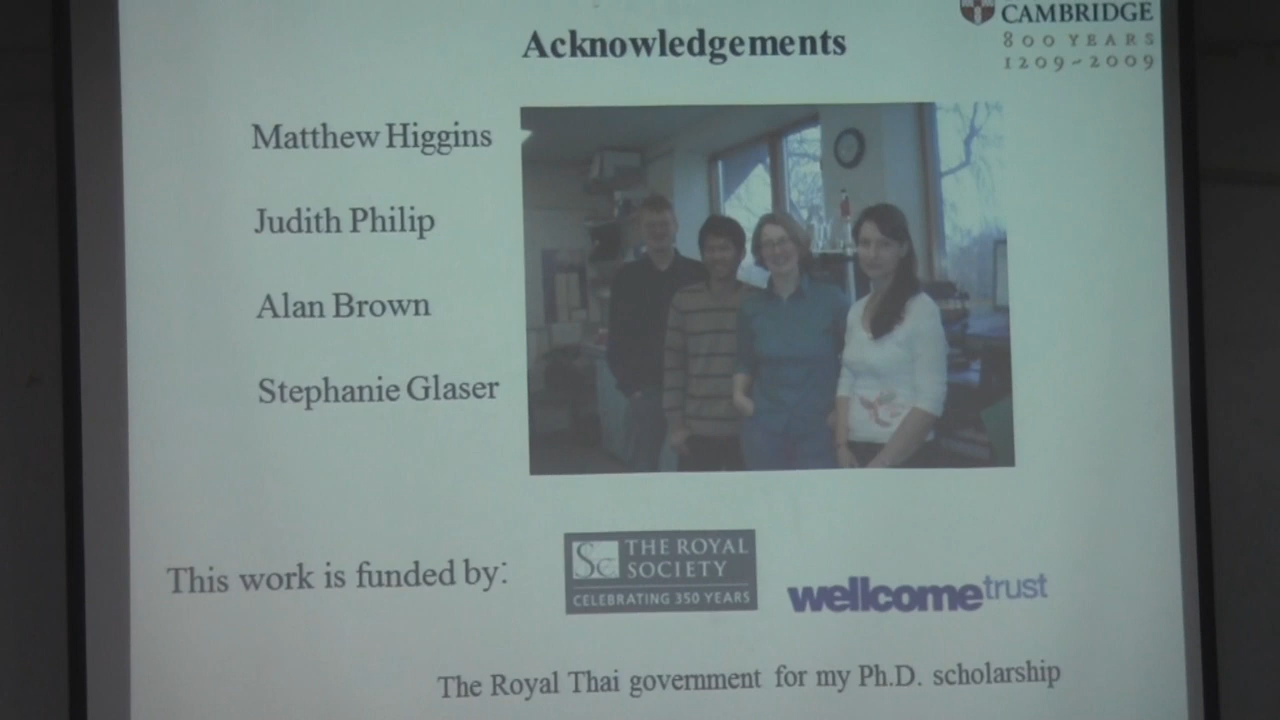 CAMBRIDGE
800 YEARS
1209~2009
Acknowledgements
Matthew Higgins
Judith Philip
Alan Brown
Stephanie Glaser
This work is funded by:
Sc
THE ROYAL
SOCIETY
CELEBRATING 350 YEARS
wellcometrust
The Royal Thai government for my Ph.D. scholarship